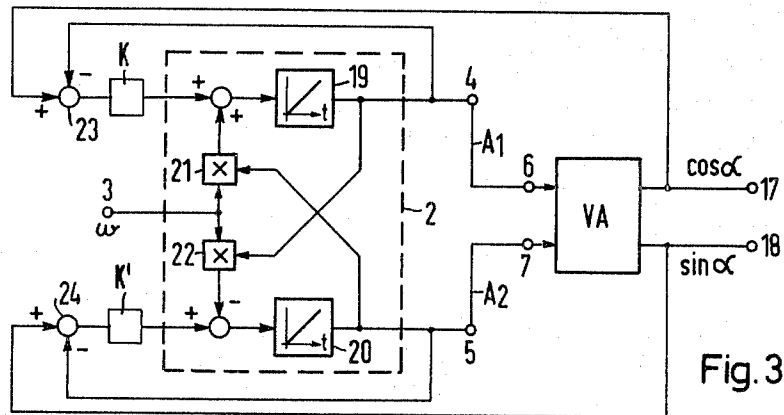 K
+
-
23
+
+
19
t
4
A1
6
cosα
17
21
×
3
ω
2
VA
22
×
7
sinα
18
24
+
-
K'
+
-
t
20
A2
5
Fig.3